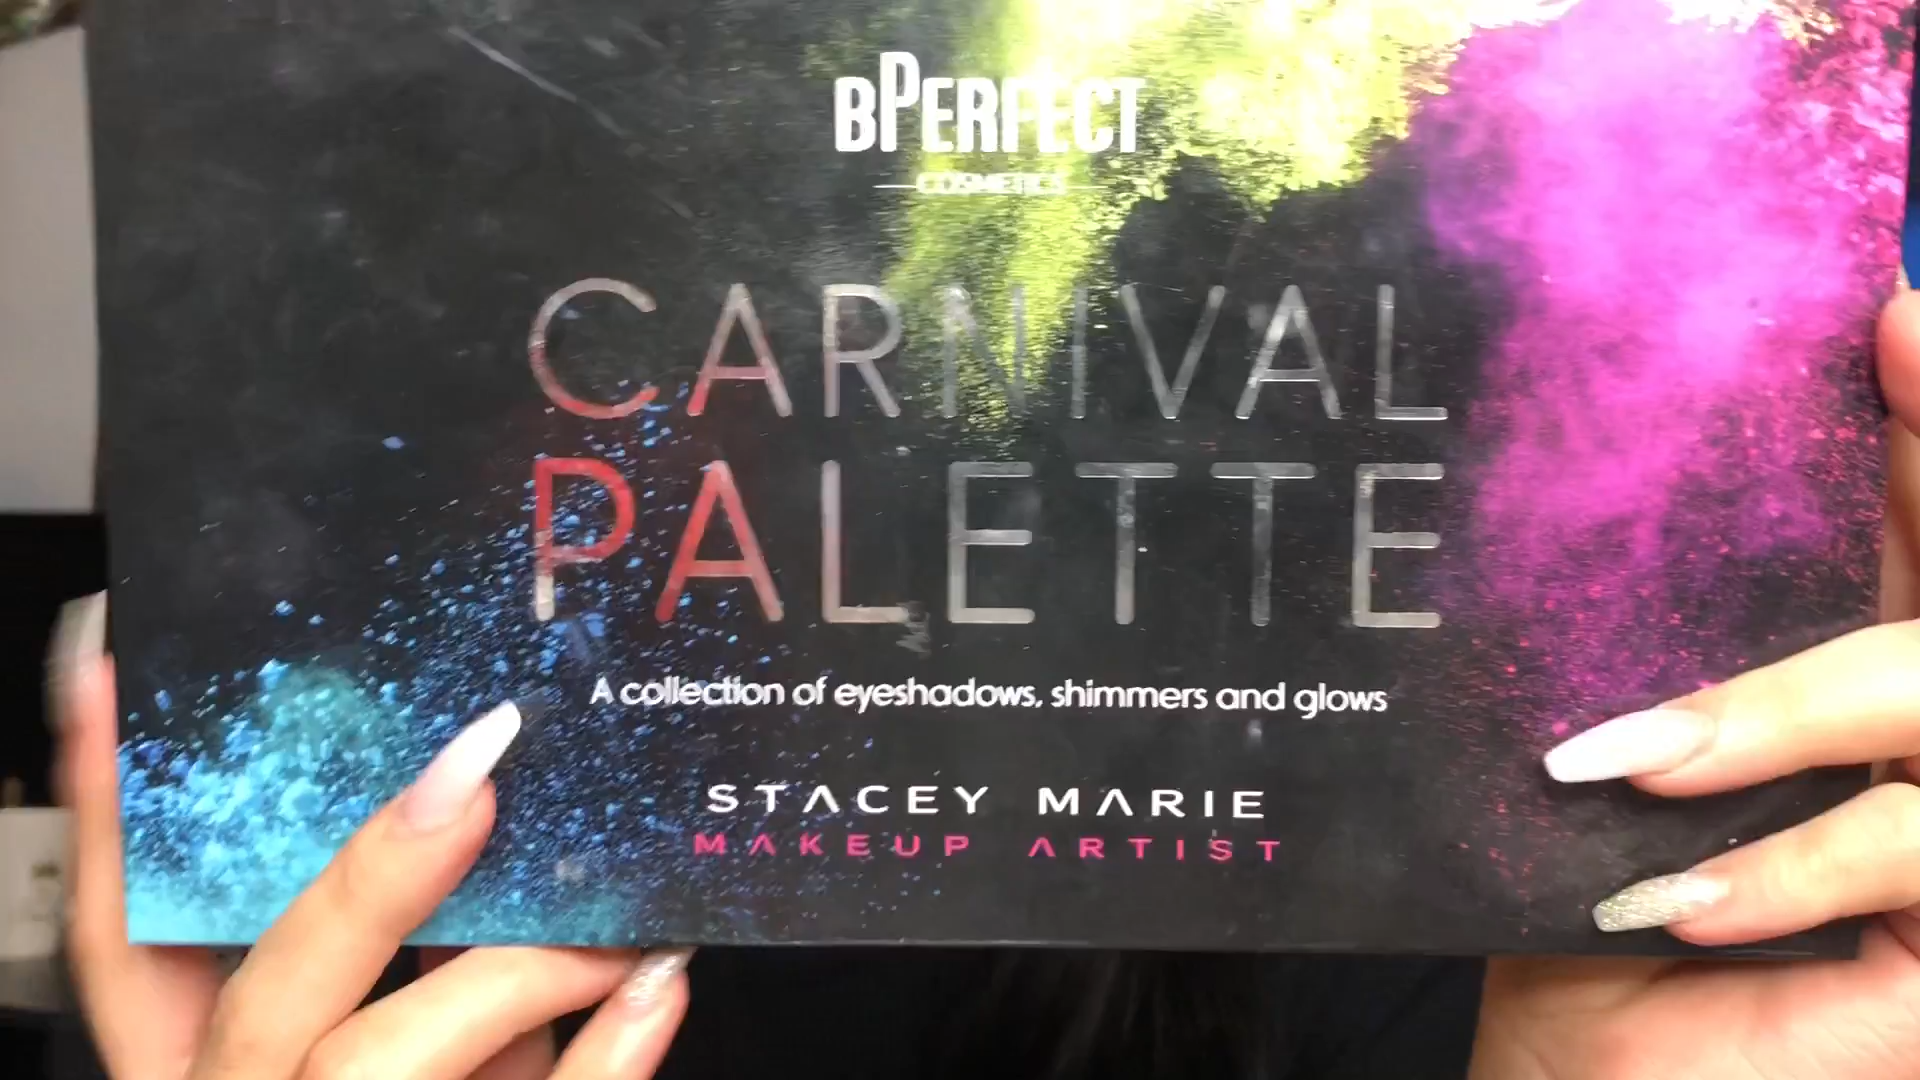 BPERFECT
COSMETICS
CARNIVAL
PALETTE
A collection of eyeshadows, shimmers and glows
STACEY MARIE
MAKEUP ARTIST